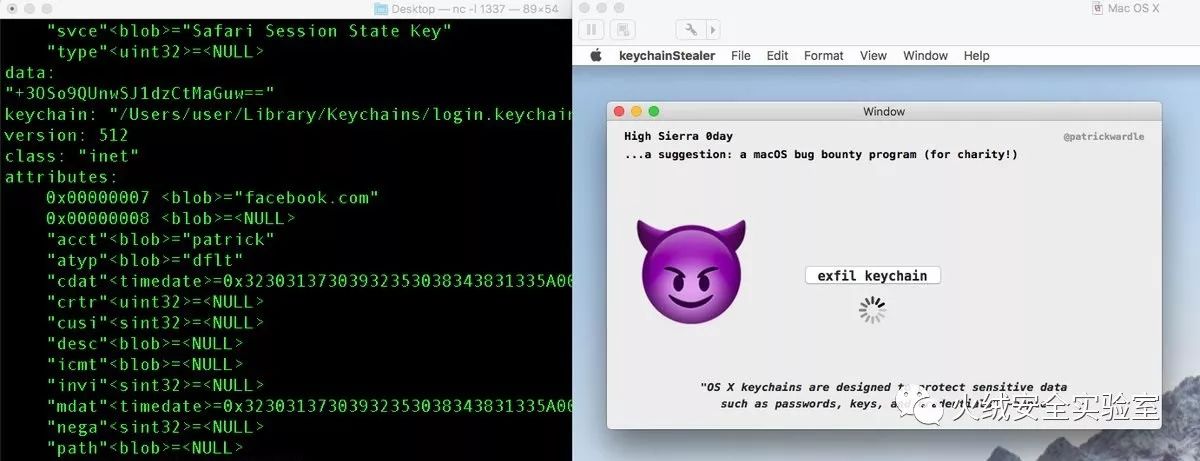 Desktop — nc -l 1337 — 89×54
"svce"<blob>="Safari Session State Key"
"type"<uint32>=<NULL>
data:
"+3OSo9QUnwSJ1dzCtMaGuw=="
keychain: "/Users/user/Library/Keychains/login.keychain
version: 512
class: "inet"
attributes:
0x00000007 <blob>="facebook.com"
0x00000008 <blob>=<NULL>
"acct"<blob>="patrick"
"atyp"<blob>="dflt"
"cdat"<timedate>=0x32303137303932353038343831335A00
"crtr"<uint32>=<NULL>
"cusi"<sint32>=<NULL>
"desc"<blob>=<NULL>
"icmt"<blob>=<NULL>
"invi"<sint32>=<NULL>
"mdat"<timedate>=0x32303137303932353038343831335A00
"nega"<sint32>=<NULL>
"path"<blob>=<NULL>
Mac OS X
keychainStealer File Edit Format View Window Help
Window
High Sierra 0day
@patrickwardle
...a suggestion: a macOS bug bounty program (for charity!)
exfil keychain
"OS X keychains are designed to protect sensitive data
such as passwords, keys, and
火绒安全实验室